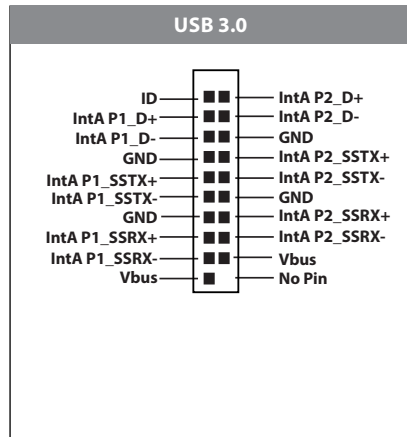 USB 3.0
ID
IntA P1_D+
IntA P1_D-
GND
IntA P1_SSTX+
IntA P1_SSTX-
GND
IntA P1_SSRX+
IntA P1_SSRX-
Vbus
IntA P2_D+
IntA P2_D-
GND
IntA P2_SSTX+
IntA P2_SSTX-
GND
IntA P2_SSRX+
IntA P2_SSRX-
Vbus
No Pin